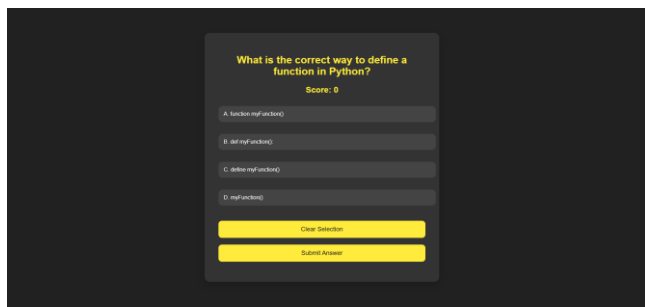 What is the correct way to define a
function in Python?
Score: 0
A. function myFunction()
B. def myFunction():
C. define myFunction()
D. myFunction()
Clear Selection
Submit Answer